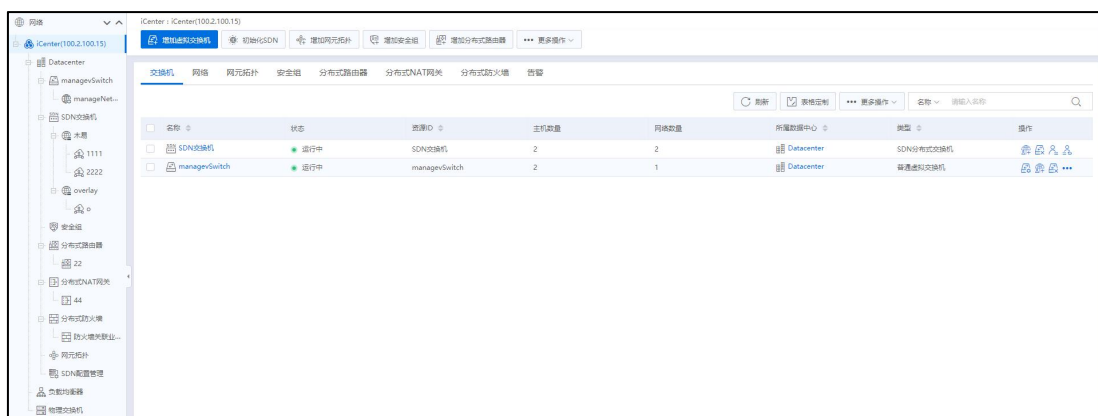 网络
iCenter(100.2.100.15)
Datacenter
managevSwitch
manageNet...
SDN交换机
木易
1111
2222
overlay
o
安全组
分布式路由器
22
分布式NAT网关
44
分布式防火墙
防火墙关联业...
网元拓扑
SDN配置管理
负载均衡器
物理交换机
iCenter : iCenter(100.2.100.15)
增加虚拟交换机 初始化SDN 增加网元拓扑 增加安全组 增加分布式路由器 ••• 更多操作
交换机 网络 网元拓扑 安全组 分布式路由器 分布式NAT网关 分布式防火墙 告警
刷新 表格定制 ••• 更多操作 名称 请输入名称
名称 状态 资源ID 主机数量 网络数量 所属数据中心 类型 操作
SDN交换机 运行中 SDN交换机 2 2 Datacenter SDN分布式交换机
managevSwitch 运行中 managevSwitch 2 1 Datacenter 普通虚拟交换机 •••